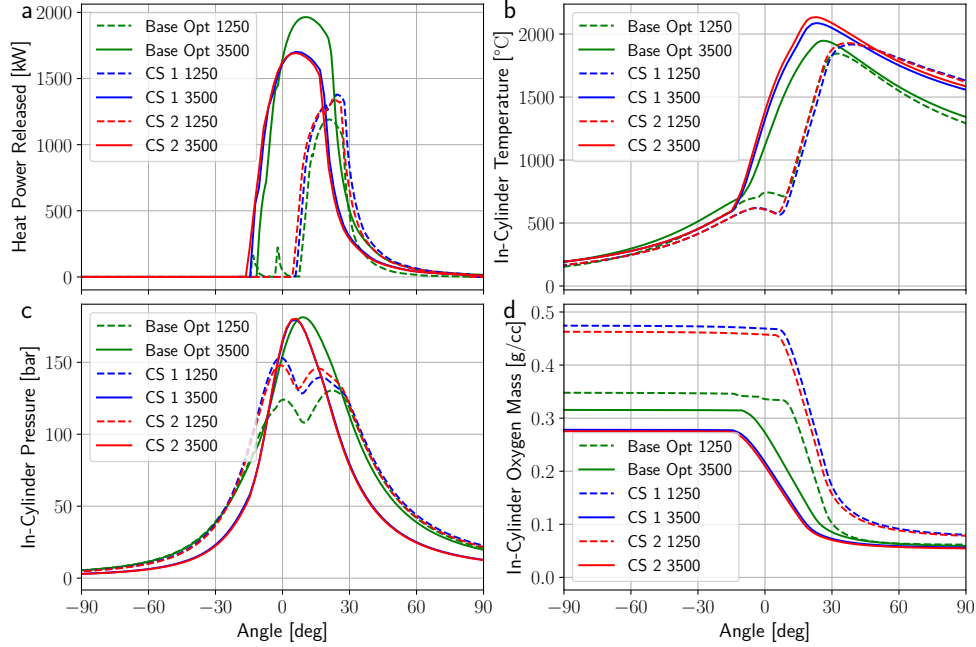 a
Heat Power Released [kW]
2000
1500
1000
500
0
Base Opt 1250
Base Opt 3500
CS 1 1250
CS 1 3500
CS 2 1250
CS 2 3500
b
In-Cylinder Temperature [°C]
2000
1500
1000
500
0
Base Opt 1250
Base Opt 3500
CS 1 1250
CS 1 3500
CS 2 1250
CS 2 3500
c
In-Cylinder Pressure [bar]
150
100
50
0
Base Opt 1250
Base Opt 3500
CS 1 1250
CS 1 3500
CS 2 1250
CS 2 3500
−90 −60 −30 0 30 60 90
Angle [deg]
d
In-Cylinder Oxygen Mass [g/cc]
0.5
0.4
0.3
0.2
0.1
0.0
Base Opt 1250
Base Opt 3500
CS 1 1250
CS 1 3500
CS 2 1250
CS 2 3500
−90 −60 −30 0 30 60 90
Angle [deg]